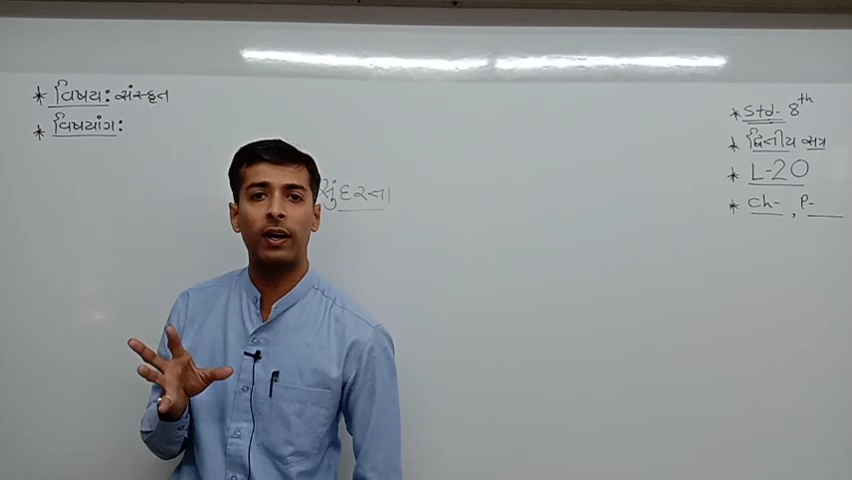 * વિષય: સંસ્કૃત
* વિષયાંગ:
સુંદરના
* Std- 8th
* દ્વિતીય સત્ર
* L-20
* Ch- , P-